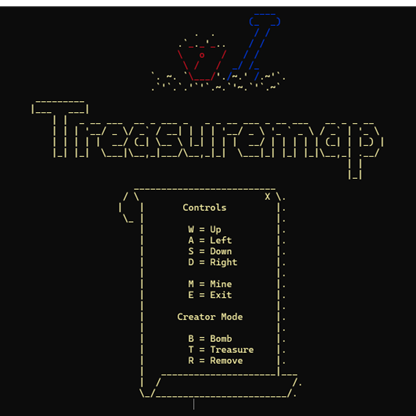 Treasuremap
X
Controls
W = Up
A = Left
S = Down
D = Right
M = Mine
E = Exit
Creator Mode
B = Bomb
T = Treasure
R = Remove